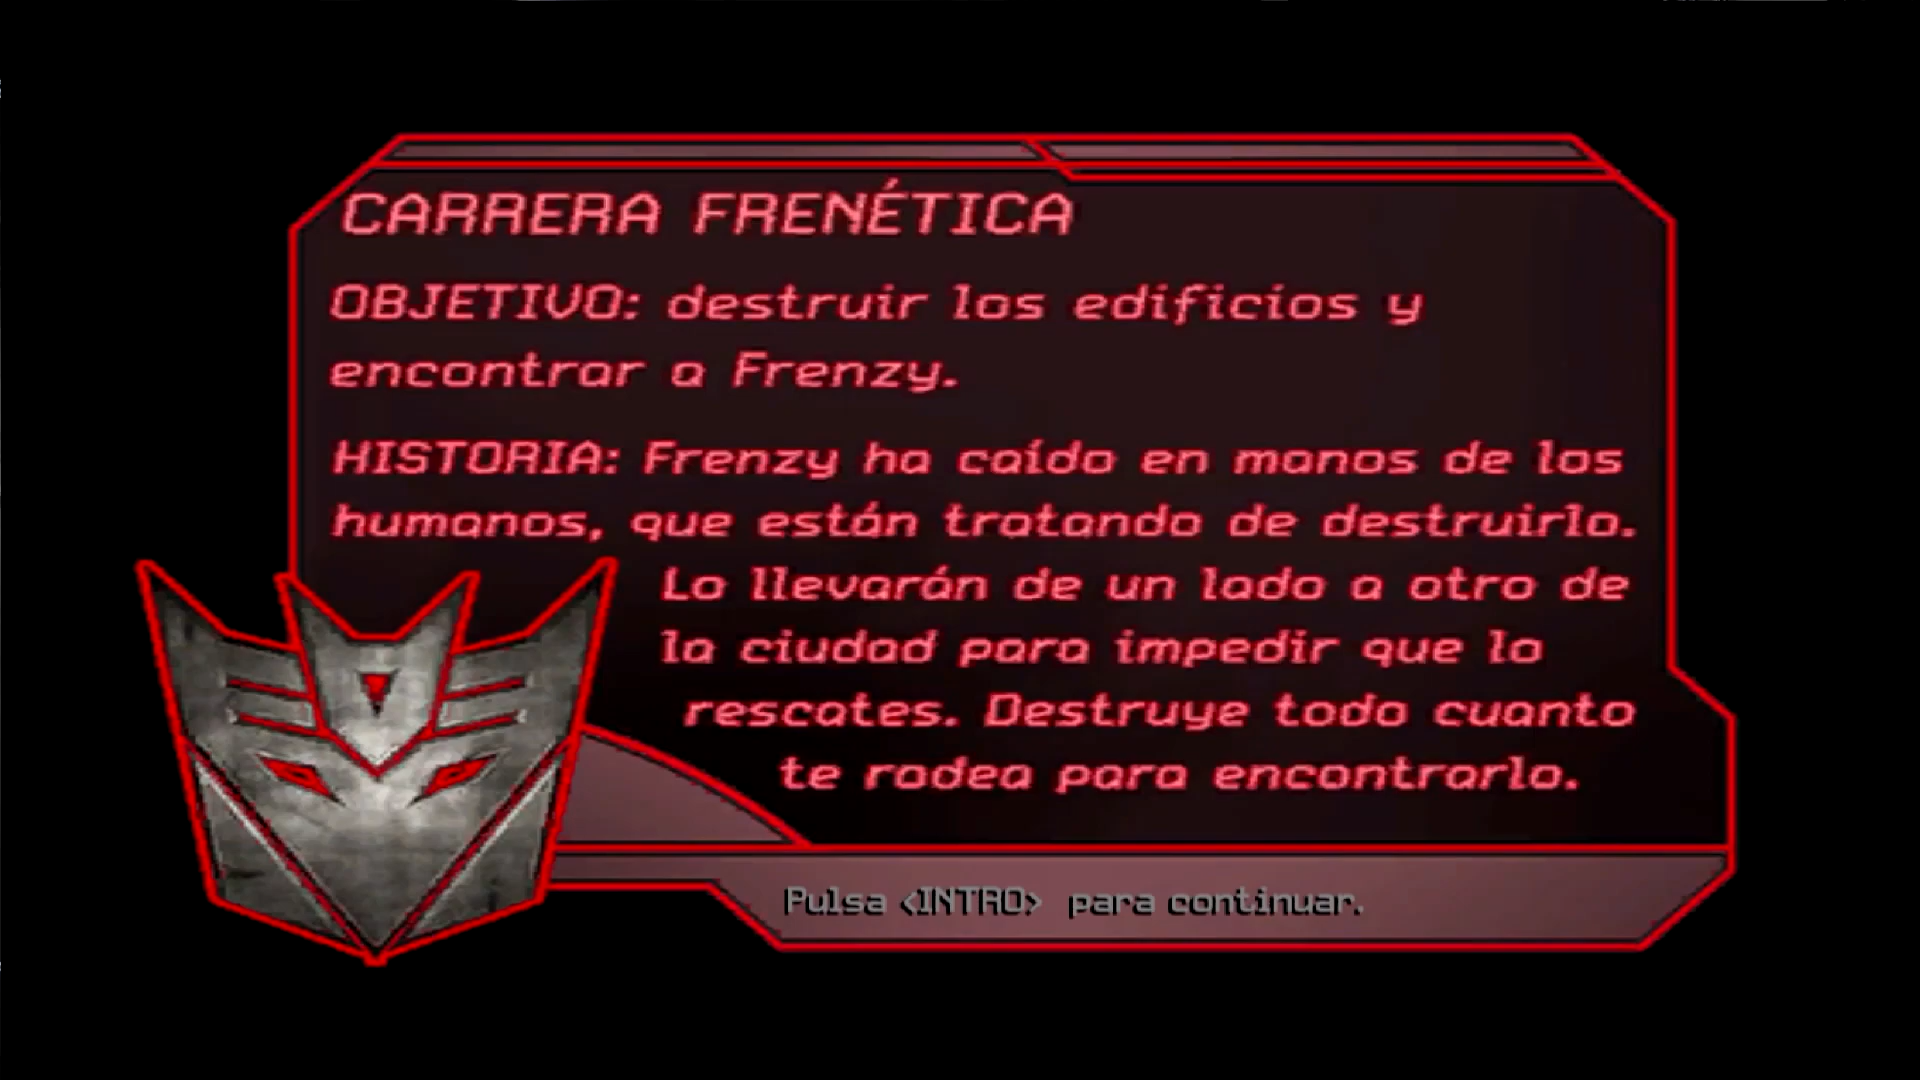 CARRERA FRENÉTICA
OBJETIVO: destruir los edificios y
encontrar a Frenzy.
HISTORIA: Frenzy ha caído en manos de los
humanos, que están tratando de destruirlo.
Lo llevarán de un lado a otro de
la ciudad para impedir que lo
rescates. Destruye todo cuanto
te rodea para encontrarlo.
Pulsa <INTRO> para continuar.